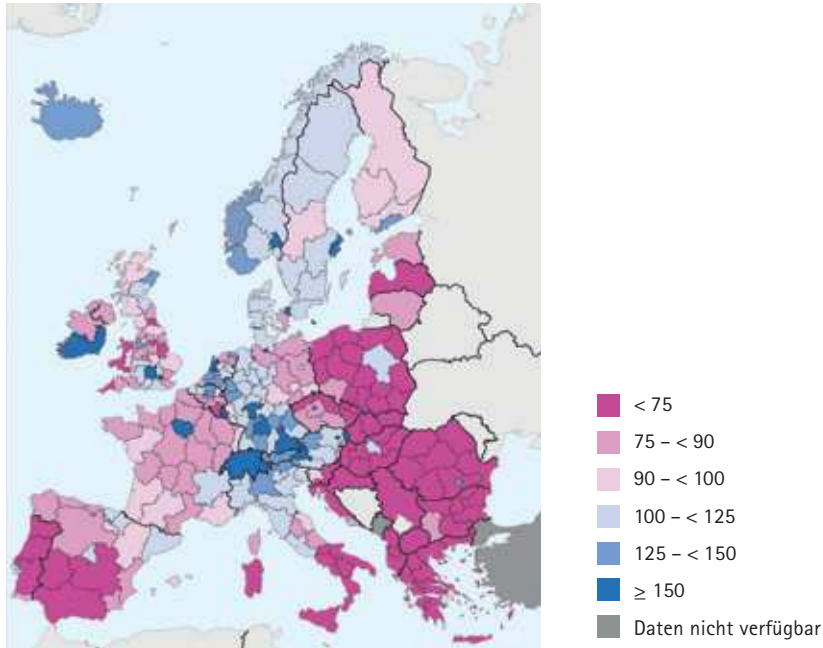 < 75
75 – < 90
90 – < 100
100 – < 125
125 – < 150
≥ 150
Daten nicht verfügbar